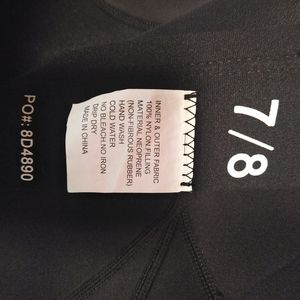 7/8
INNER & OUTER FABRIC
100% NYLON FILLING
MATERIAL NEOPRENE
(NON-FIBROUS RUBBER)
HAND WASH
COLD WATER
NO BLEACH, NO IRON
DRIP DRY
MADE IN CHINA
PO#: 8D4890